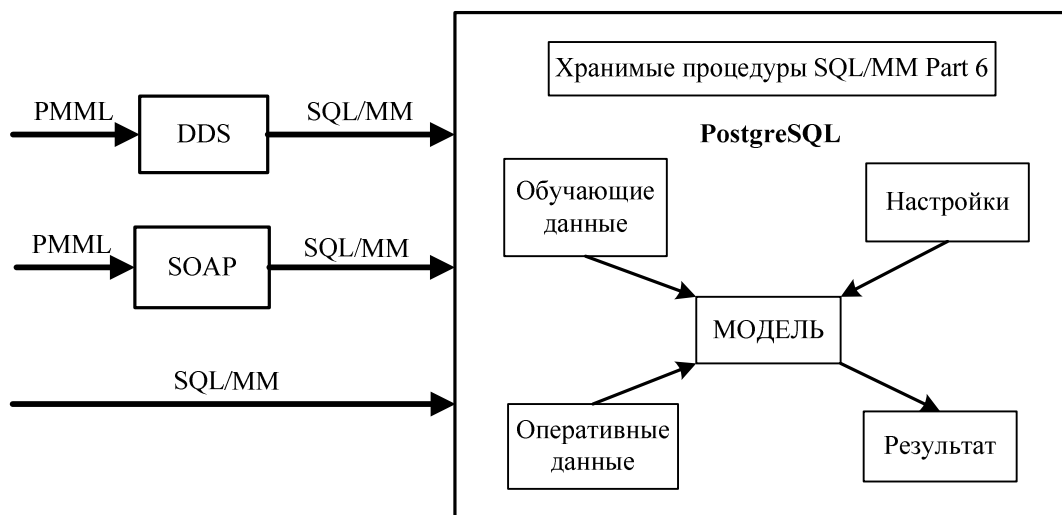 Хранимые процедуры SQL/MM Part 6
PostgreSQL
PMML
DDS
SQL/MM
PMML
SOAP
SQL/MM
SQL/MM
Обучающие
данные
Настройки
МОДЕЛЬ
Оперативные
данные
Результат